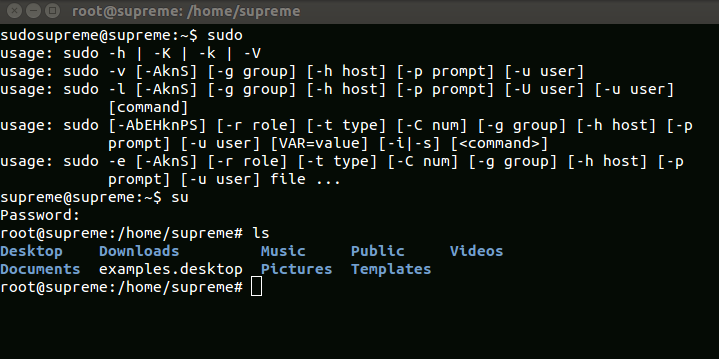 root@supreme: /home/supreme
sudosupreme@supreme:~$ sudo
usage: sudo -h | -K | -k | -V
usage: sudo -v [-AknS] [-g group] [-h host] [-p prompt] [-u user]
usage: sudo -l [-AknS] [-g group] [-h host] [-p prompt] [-U user] [-u user]
            [command]
usage: sudo [-AbEHknPS] [-r role] [-t type] [-C num] [-g group] [-h host] [-p
            prompt] [-u user] [VAR=value] [-i|-s] [<command>]
usage: sudo -e [-AknS] [-r role] [-t type] [-C num] [-g group] [-h host] [-p
            prompt] [-u user] file ...
supreme@supreme:~$ su
Password:
root@supreme:/home/supreme# ls
Desktop    Downloads         Music     Public     Videos
Documents  examples.desktop  Pictures  Templates
root@supreme:/home/supreme#